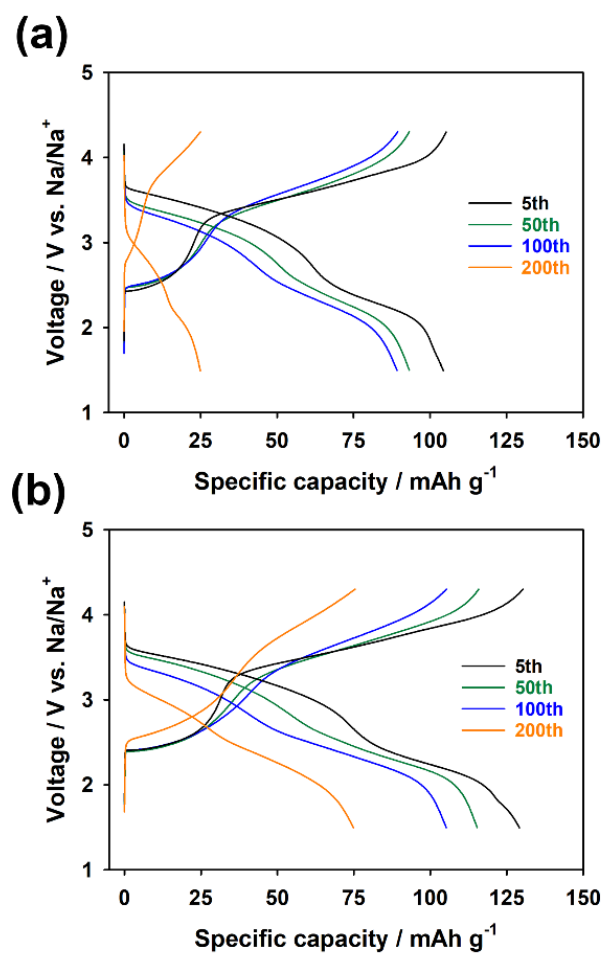 (a)
5
4
3
2
1
Voltage / V vs. Na/Na⁺
5th
50th
100th
200th
0 25 50 75 100 125 150
Specific capacity / mAh g⁻¹
(b)
5
4
3
2
1
Voltage / V vs. Na/Na⁺
5th
50th
100th
200th
0 25 50 75 100 125 150
Specific capacity / mAh g⁻¹